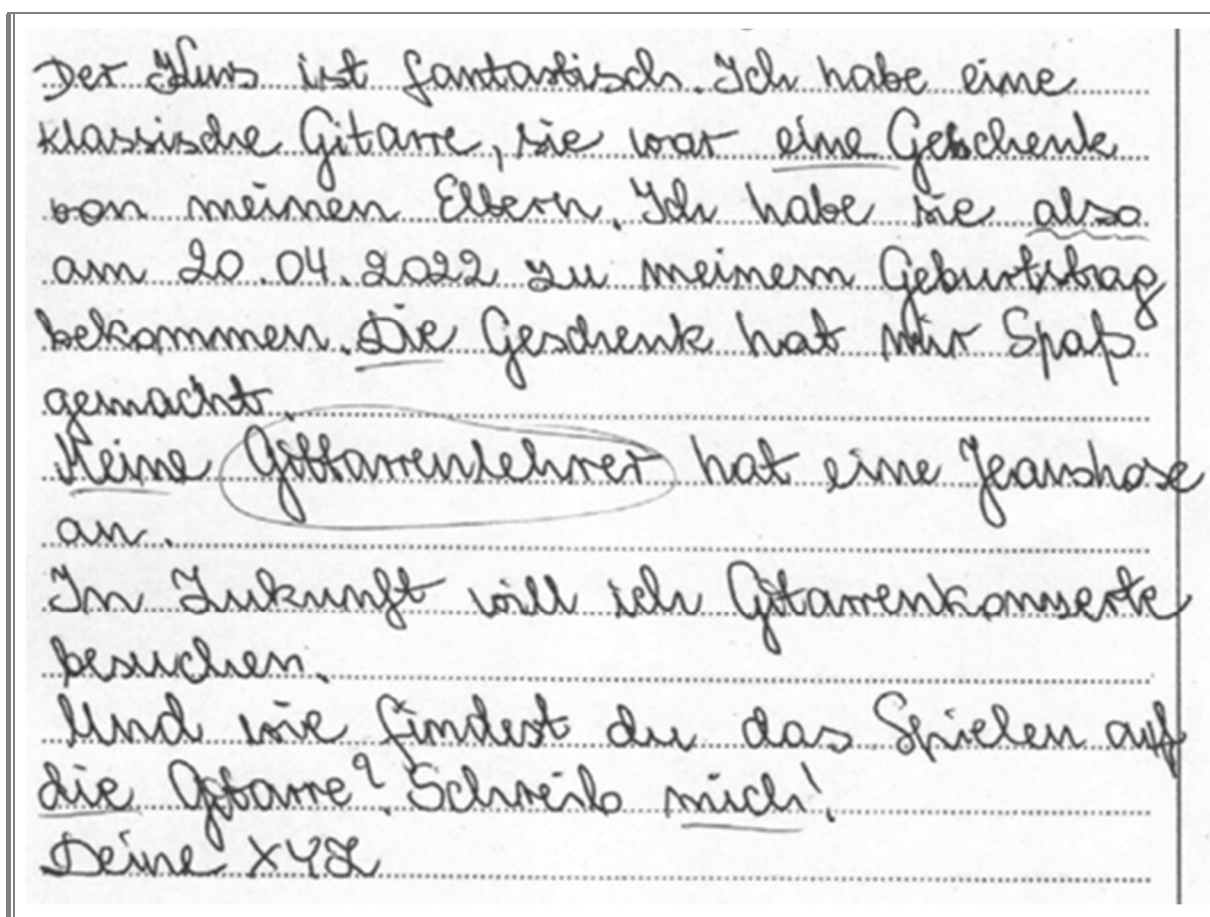 Der Kurs ist fantastisch. Ich habe eine
klassische Gitarre, sie war eine Geschenk
von meinen Eltern. Ich habe sie also
am 20.04.2022 zu meinem Geburtstag
bekommen. Die Geschenk hat mir Spaß
gemacht.
Meine Gittarrenlehrer hat eine Jeanshose
an.
In Zukunft will ich Gitarrenkonzerte
besuchen.
Und wie findest du das Spielen auf
die Gitarre? Schreib mich!
Deine XYZ